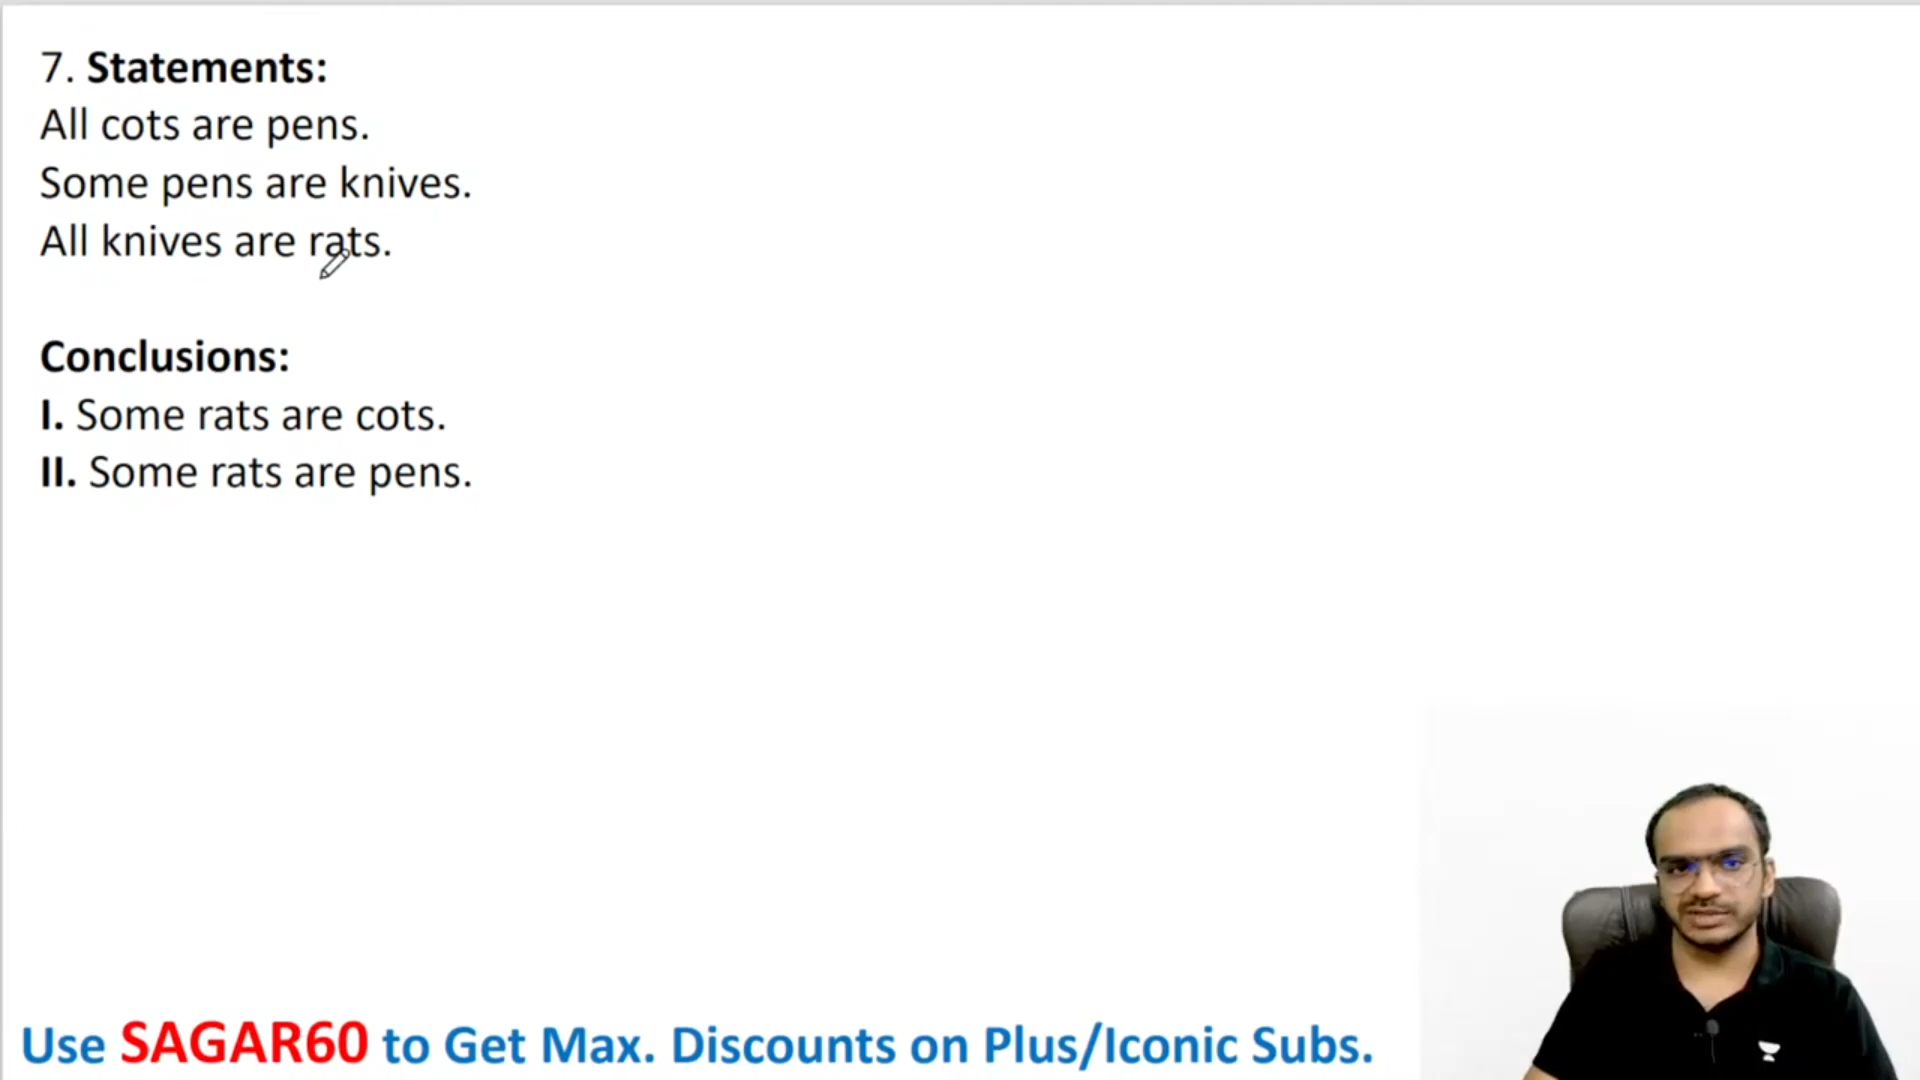 7. Statements:
All cots are pens.
Some pens are knives.
All knives are rats.
Conclusions:
I. Some rats are cots.
II. Some rats are pens.
Use SAGAR60 to Get Max. Discounts on Plus/Iconic Subs.